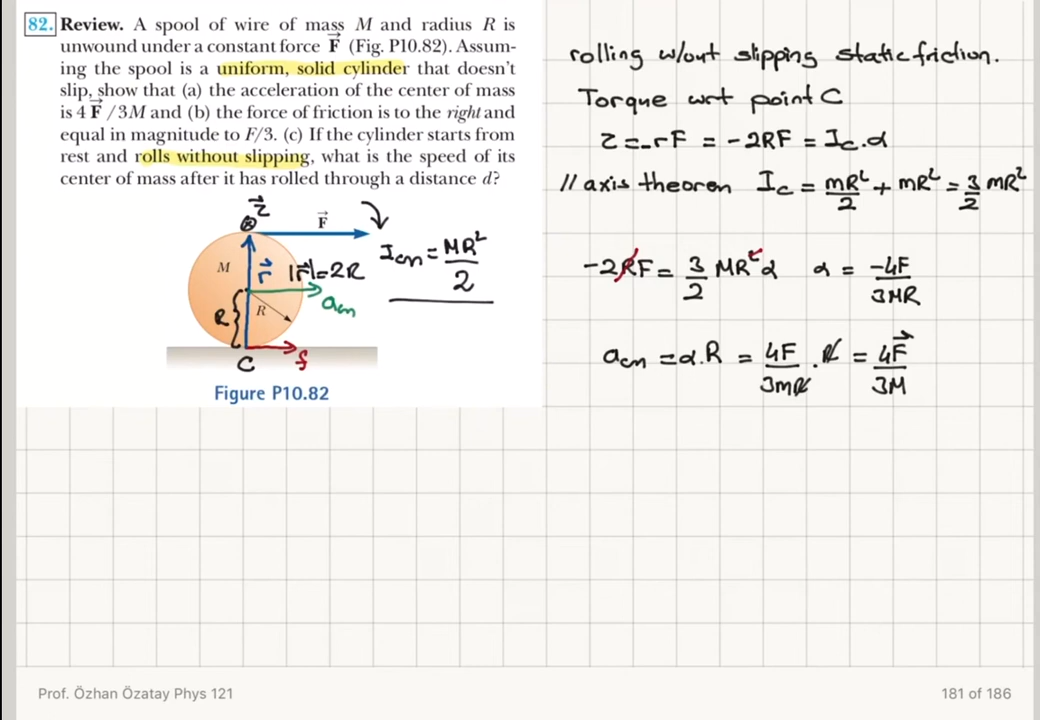 82. Review. A spool of wire of mass M and radius R is
unwound under a constant force F⃗ (Fig. P10.82). Assum-
ing the spool is a uniform, solid cylinder that doesn't
slip, show that (a) the acceleration of the center of mass
is 4F⃗/3M and (b) the force of friction is to the right and
equal in magnitude to F/3. (c) If the cylinder starts from
rest and rolls without slipping, what is the speed of its
center of mass after it has rolled through a distance d?
τ⃗
F⃗
M
r⃗
|r⃗|=2R
a_cm
R
R
C
f
I_cm = MR²/2
Figure P10.82
rolling w/out slipping static friction.
Torque wrt point C
τ = -rF = -2RF = I_C.α
// axis theorem I_C = mR²/2 + mR² = 3/2 mR²
-2RF = 3/2 MR²α α = -4F/3MR
a_cm = α.R = 4F/3mR . R = 4F⃗/3M
Prof. Özhan Özatay Phys 121
181 of 186